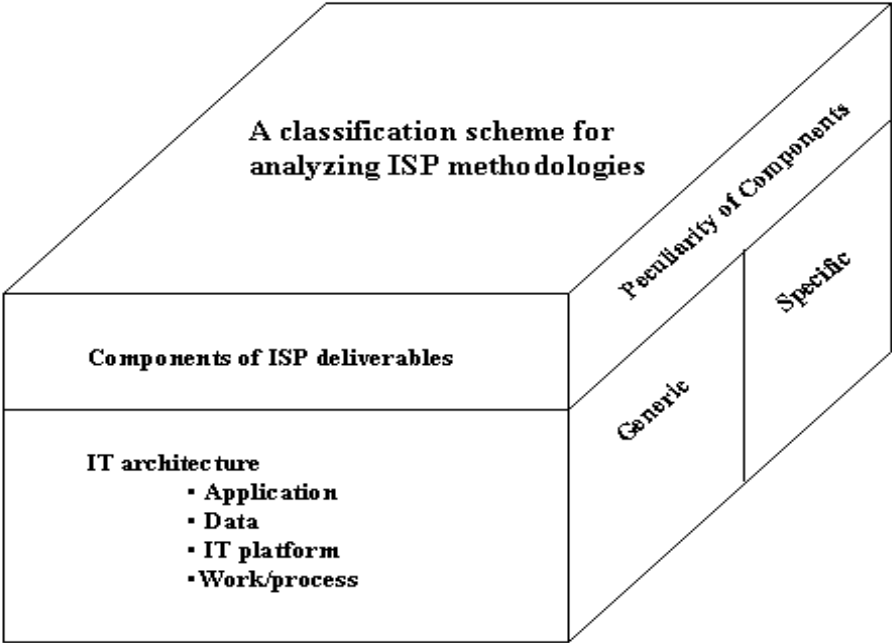 A classification scheme for
analyzing ISP methodologies
Peculiarity of Components
Components of ISP deliverables
Generic
Specific
IT architecture
▪ Application
▪ Data
▪ IT platform
▪Work/process